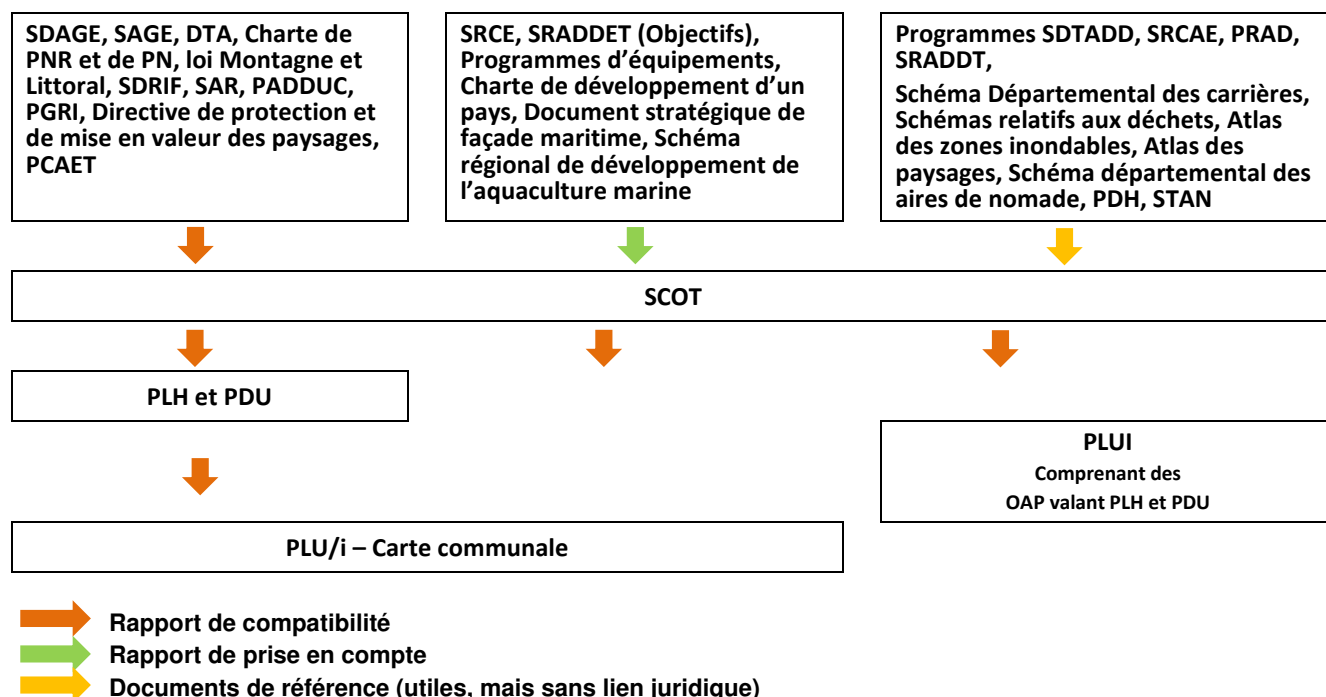 SDAGE, SAGE, DTA, Charte de
PNR et de PN, loi Montagne et
Littoral, SDRIF, SAR, PADDUC,
PGRI, Directive de protection et
de mise en valeur des paysages,
PCAET
SRCE, SRADDET (Objectifs),
Programmes d’équipements,
Charte de développement d’un
pays, Document stratégique de
façade maritime, Schéma
régional de développement de
l’aquaculture marine
Programmes SDTADD, SRCAE, PRAD,
SRADDT,
Schéma Départemental des carrières,
Schémas relatifs aux déchets, Atlas
des zones inondables, Atlas des
paysages, Schéma départemental des
aires de nomade, PDH, STAN
SCOT
PLH et PDU
PLUI
Comprenant des
OAP valant PLH et PDU
PLU/i – Carte communale
Rapport de compatibilité
Rapport de prise en compte
Documents de référence (utiles, mais sans lien juridique)